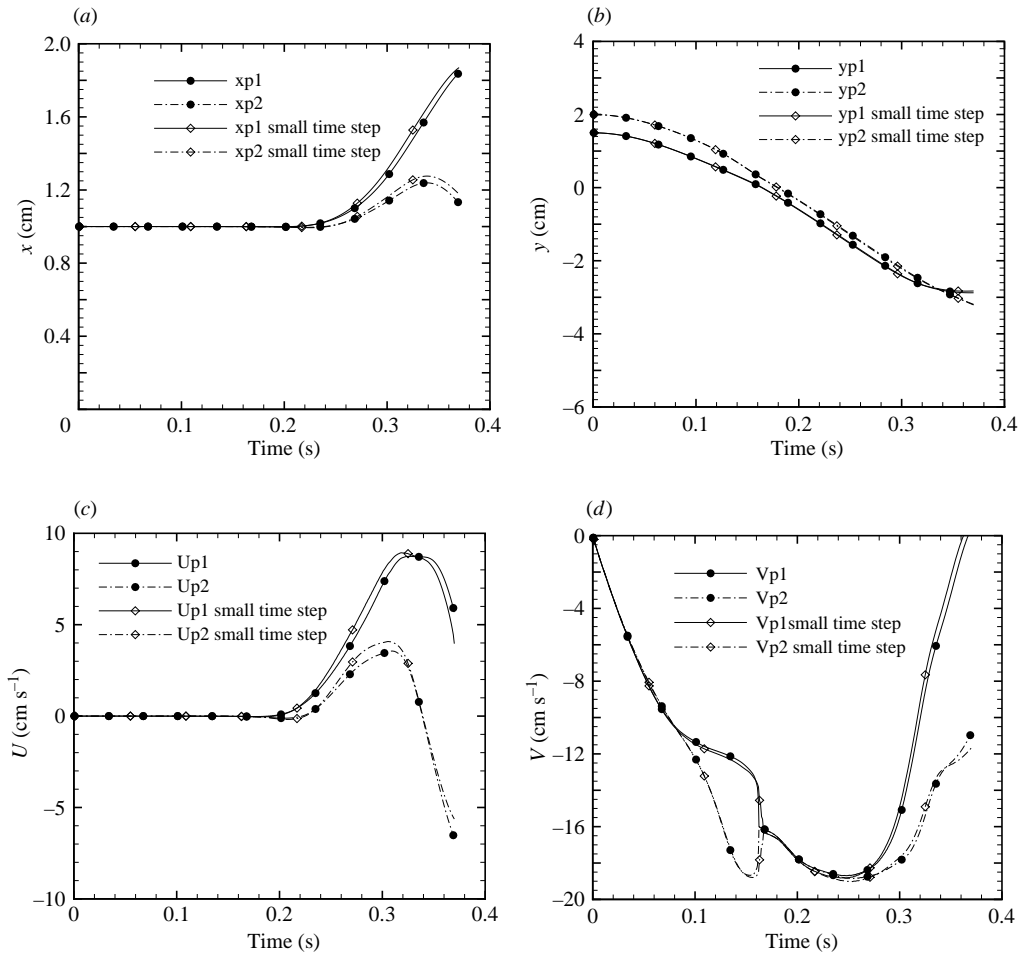 (a)
2.0
1.6
1.2
0.8
0.4
0
x (cm)
xp1
xp2
xp1 small time step
xp2 small time step
0.1
0.2
0.3
0.4
Time (s)
(b)
4
2
0
−2
−4
−6
y (cm)
yp1
yp2
yp1 small time step
yp2 small time step
0
0.1
0.2
0.3
0.4
Time (s)
(c)
10
5
0
−5
−10
U (cm s⁻¹)
Up1
Up2
Up1 small time step
Up2 small time step
0
0.1
0.2
0.3
0.4
Time (s)
(d)
0
−4
−8
−12
−16
−20
V (cm s⁻¹)
Vp1
Vp2
Vp1small time step
Vp2 small time step
0
0.1
0.2
0.3
0.4
Time (s)